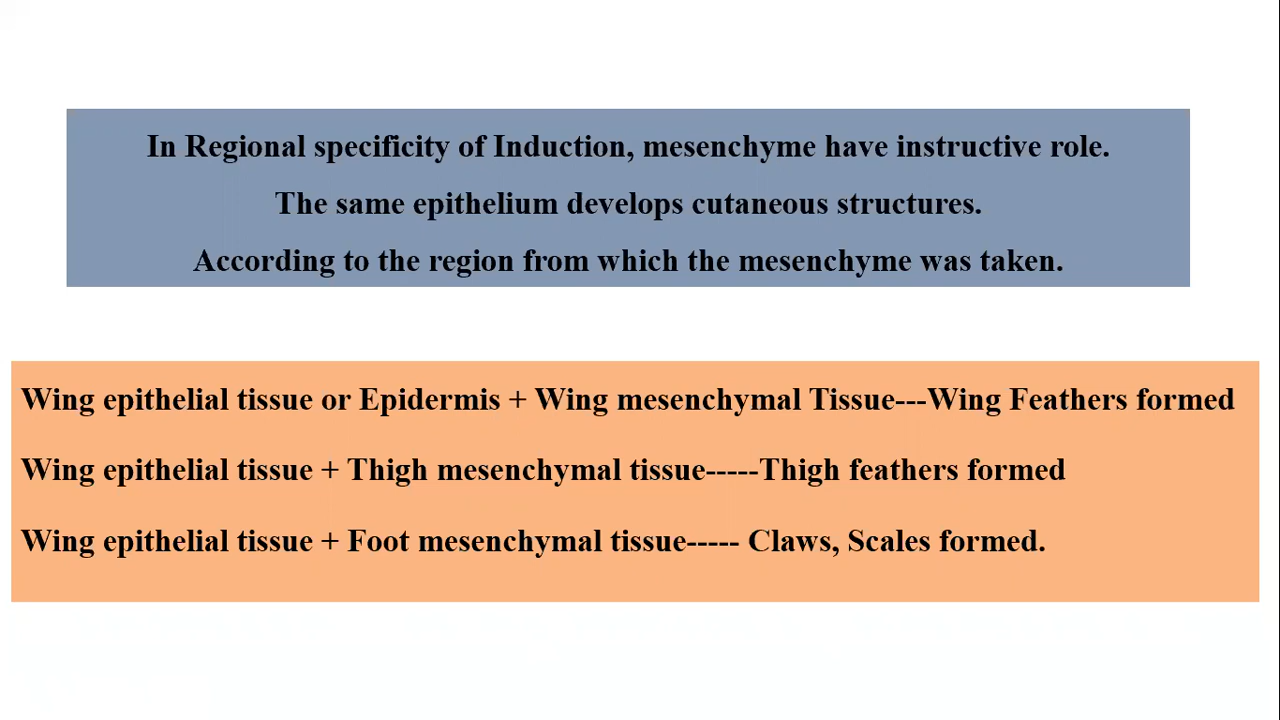 In Regional specificity of Induction, mesenchyme have instructive role.
The same epithelium develops cutaneous structures.
According to the region from which the mesenchyme was taken.
Wing epithelial tissue or Epidermis + Wing mesenchymal Tissue---Wing Feathers formed
Wing epithelial tissue + Thigh mesenchymal tissue-----Thigh feathers formed
Wing epithelial tissue + Foot mesenchymal tissue----- Claws, Scales formed.